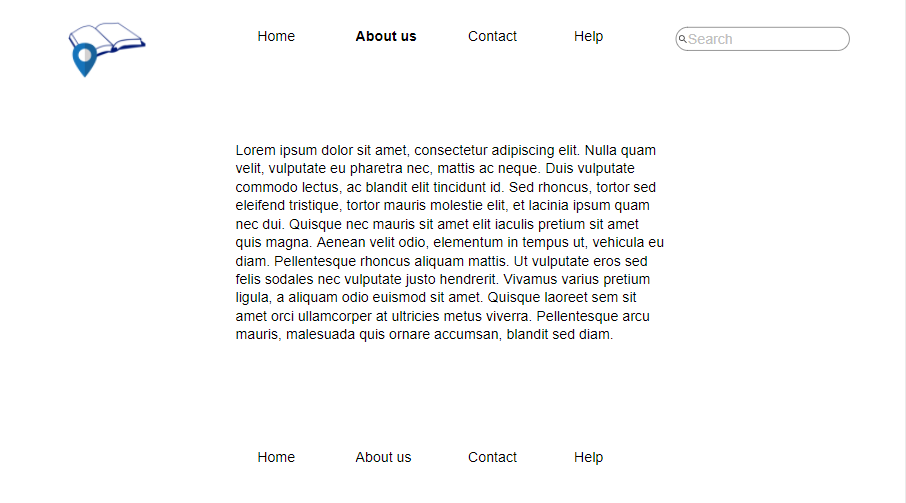 Home About us Contact Help Search
Lorem ipsum dolor sit amet, consectetur adipiscing elit. Nulla quam
velit, vulputate eu pharetra nec, mattis ac neque. Duis vulputate
commodo lectus, ac blandit elit tincidunt id. Sed rhoncus, tortor sed
eleifend tristique, tortor mauris molestie elit, et lacinia ipsum quam
nec dui. Quisque nec mauris sit amet elit iaculis pretium sit amet
quis magna. Aenean velit odio, elementum in tempus ut, vehicula eu
diam. Pellentesque rhoncus aliquam mattis. Ut vulputate eros sed
felis sodales nec vulputate justo hendrerit. Vivamus varius pretium
ligula, a aliquam odio euismod sit amet. Quisque laoreet sem sit
amet orci ullamcorper at ultricies metus viverra. Pellentesque arcu
mauris, malesuada quis ornare accumsan, blandit sed diam.
Home About us Contact Help